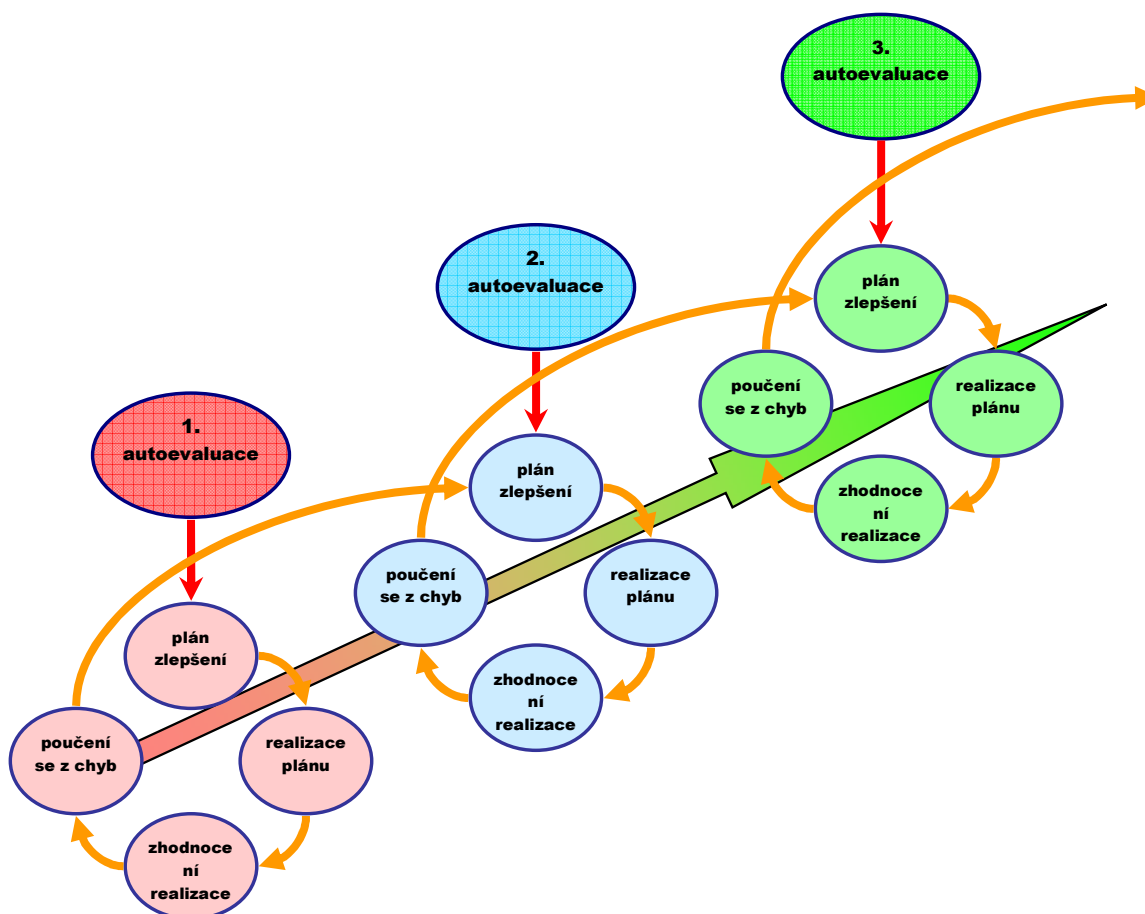 3.
autoevaluace
2.
autoevaluace
plán
zlepšení
poučení
se z chyb
realizace
plánu
zhodnoce
ní
realizace
1.
autoevaluace
plán
zlepšení
poučení
se z chyb
realizace
plánu
zhodnoce
ní
realizace
plán
zlepšení
poučení
se z chyb
realizace
plánu
zhodnoce
ní
realizace